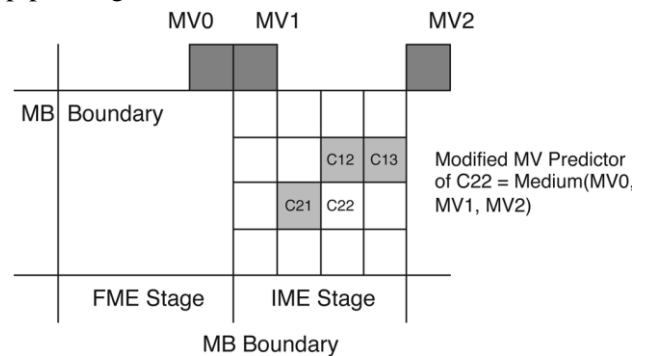 MV0 MV1 MV2
MB Boundary
C12 C13
C21 C22
Modified MV Predictor
of C22 = Medium(MV0,
MV1, MV2)
FME Stage IME Stage
MB Boundary